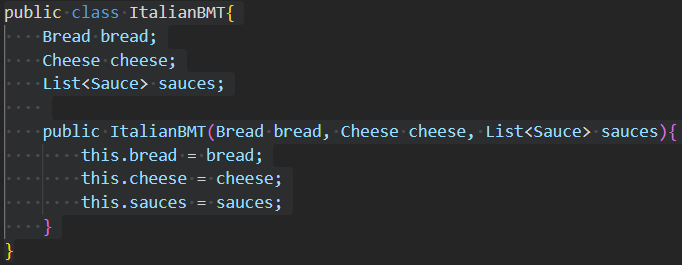 public class ItalianBMT{
    Bread bread;
    Cheese cheese;
    List<Sauce> sauces;
    public ItalianBMT(Bread bread, Cheese cheese, List<Sauce> sauces){
        this.bread = bread;
        this.cheese = cheese;
        this.sauces = sauces;
    }
}